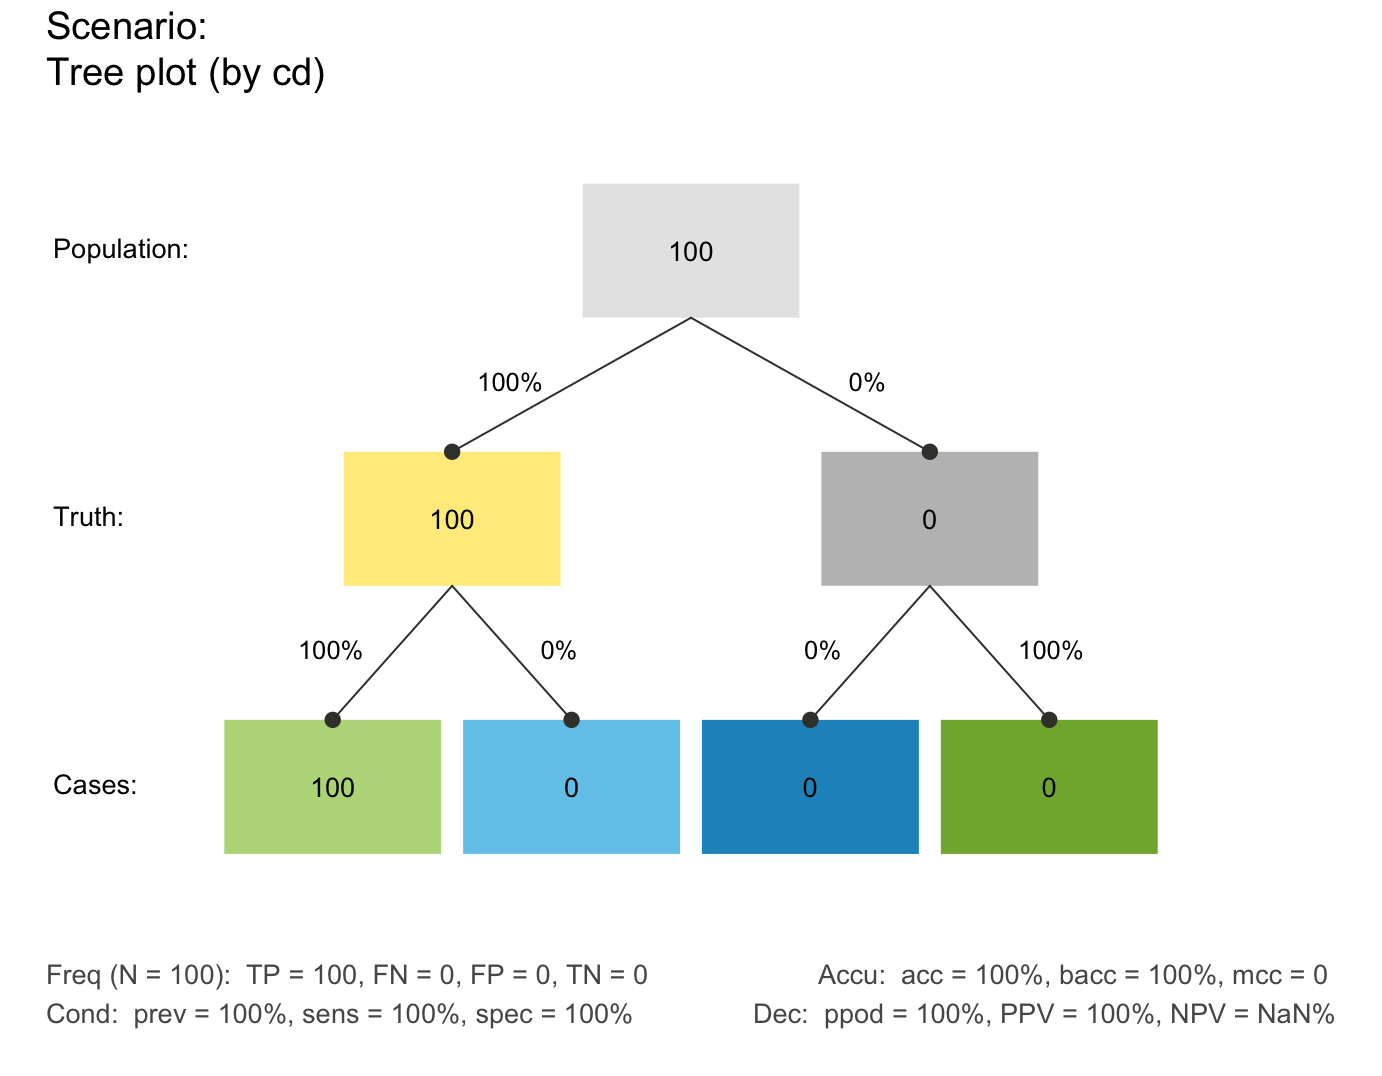 Scenario:
Tree plot (by cd)
Population:
100
100%
0%
Truth:
100
0
100%
0%
0%
100%
Cases:
100
0
0
0
Freq (N = 100):  TP = 100, FN = 0, FP = 0, TN = 0
Accu:  acc = 100%, bacc = 100%, mcc = 0
Cond:  prev = 100%, sens = 100%, spec = 100%
Dec:  ppod = 100%, PPV = 100%, NPV = NaN%